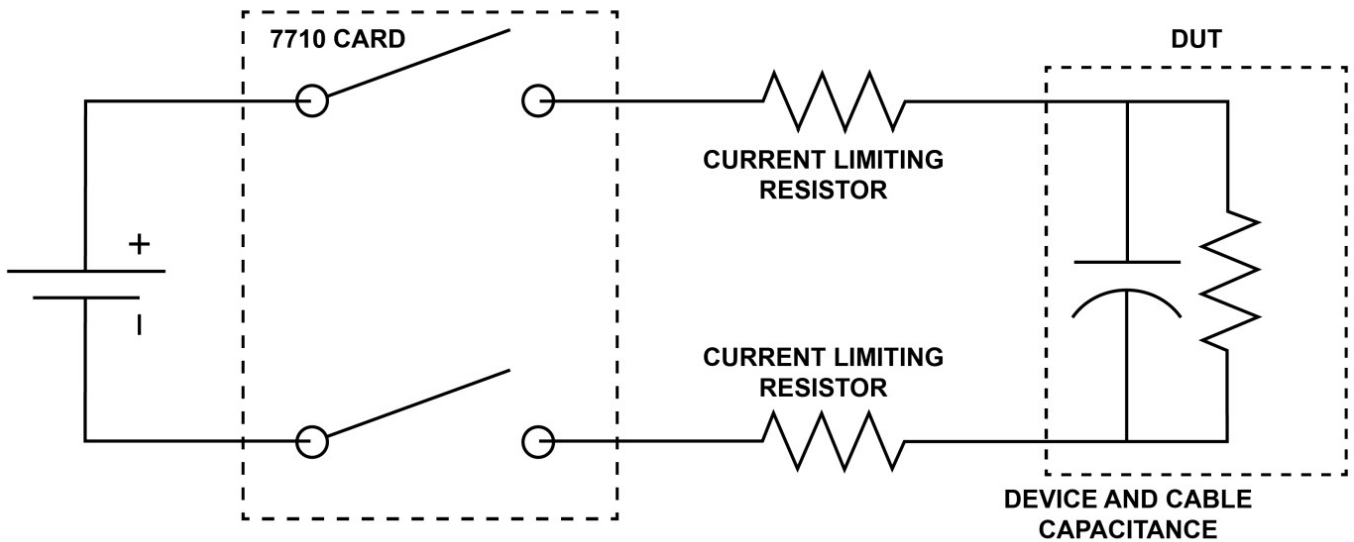 7710 CARD
DUT
CURRENT LIMITING
RESISTOR
+
–
CURRENT LIMITING
RESISTOR
DEVICE AND CABLE
CAPACITANCE